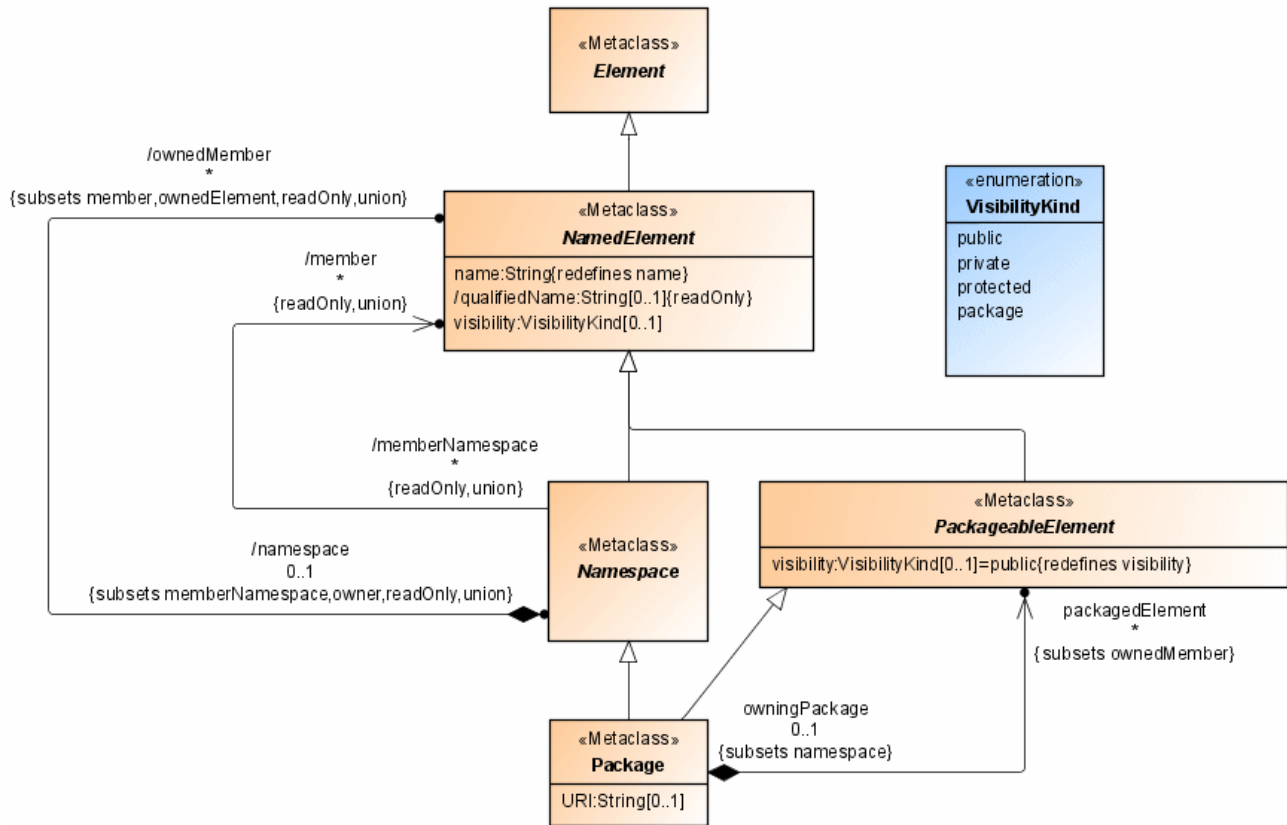 «Metaclass»
Element
/ownedMember
*
{subsets member,ownedElement,readOnly,union}
«Metaclass»
NamedElement
name:String{redefines name}
/qualifiedName:String[0..1]{readOnly}
visibility:VisibilityKind[0..1]
«enumeration»
VisibilityKind
public
private
protected
package
/member
*
{readOnly,union}
/memberNamespace
*
{readOnly,union}
/namespace
0..1
{subsets memberNamespace,owner,readOnly,union}
«Metaclass»
Namespace
«Metaclass»
PackageableElement
visibility:VisibilityKind[0..1]=public{redefines visibility}
packagedElement
*
{subsets ownedMember}
owningPackage
0..1
{subsets namespace}
«Metaclass»
Package
URI:String[0..1]